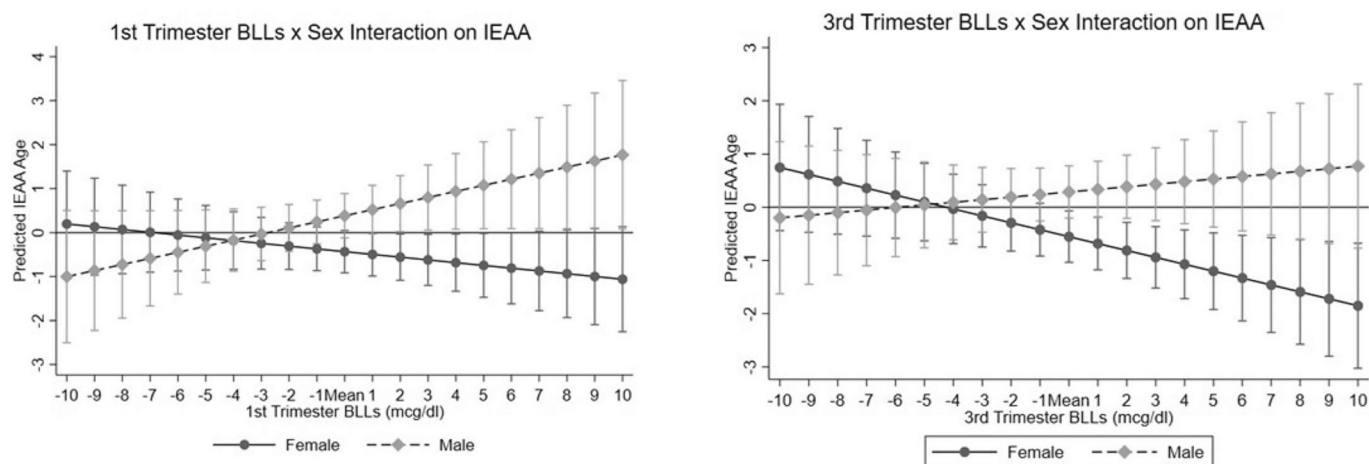 1st Trimester BLLs x Sex Interaction on IEAA
Predicted IEAA Age
4
3
2
1
0
-1
-2
-3
-10 -9 -8 -7 -6 -5 -4 -3 -2 -1Mean 1 2 3 4 5 6 7 8 9 10
1st Trimester BLLs (mcg/dl)
Female Male
3rd Trimester BLLs x Sex Interaction on IEAA
Predicted IEAA Age
3
2
1
0
-1
-2
-3
-10 -9 -8 -7 -6 -5 -4 -3 -2 -1Mean 1 2 3 4 5 6 7 8 9 10
3rd Trimester BLLs (mcg/dl)
Female Male